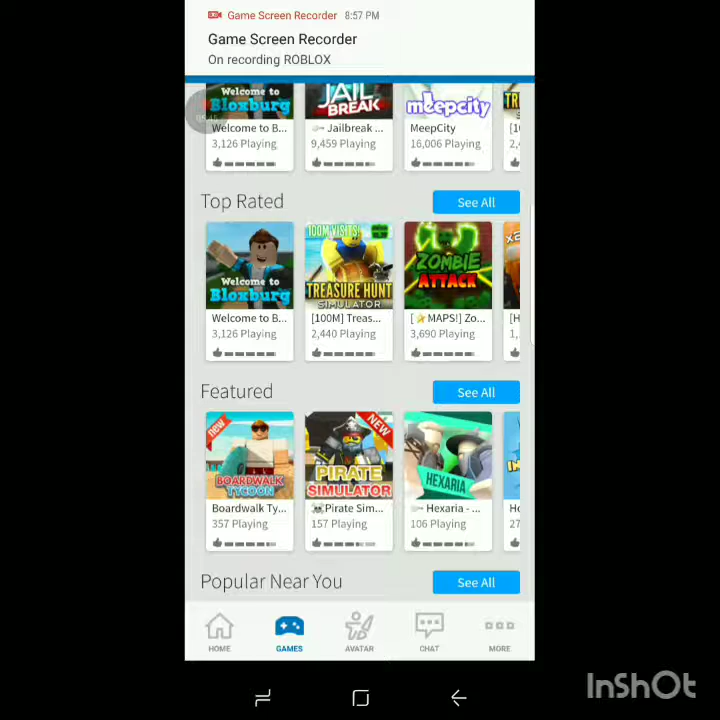 Game Screen Recorder 8:57 PM
Game Screen Recorder
On recording ROBLOX
Welcome to Bloxburg
JAIL BREAK
meepcity
Welcome to B...
Jailbreak ...
MeepCity
3,126 Playing
9,459 Playing
16,006 Playing
Top Rated
See All
Welcome to Bloxburg
100M VISITS!
TREASURE HUNT SIMULATOR
ZOMBIE ATTACK
Welcome to B...
[100M] Treas...
[⭐MAPS!] Zo...
3,126 Playing
2,440 Playing
3,690 Playing
Featured
See All
new
BOARDWALK TYCOON
NEW
PIRATE SIMULATOR
HEXARIA
Boardwalk Ty...
☠Pirate Sim...
Hexaria - ...
357 Playing
157 Playing
106 Playing
Popular Near You
See All
HOME
GAMES
AVATAR
CHAT
MORE
InShOt